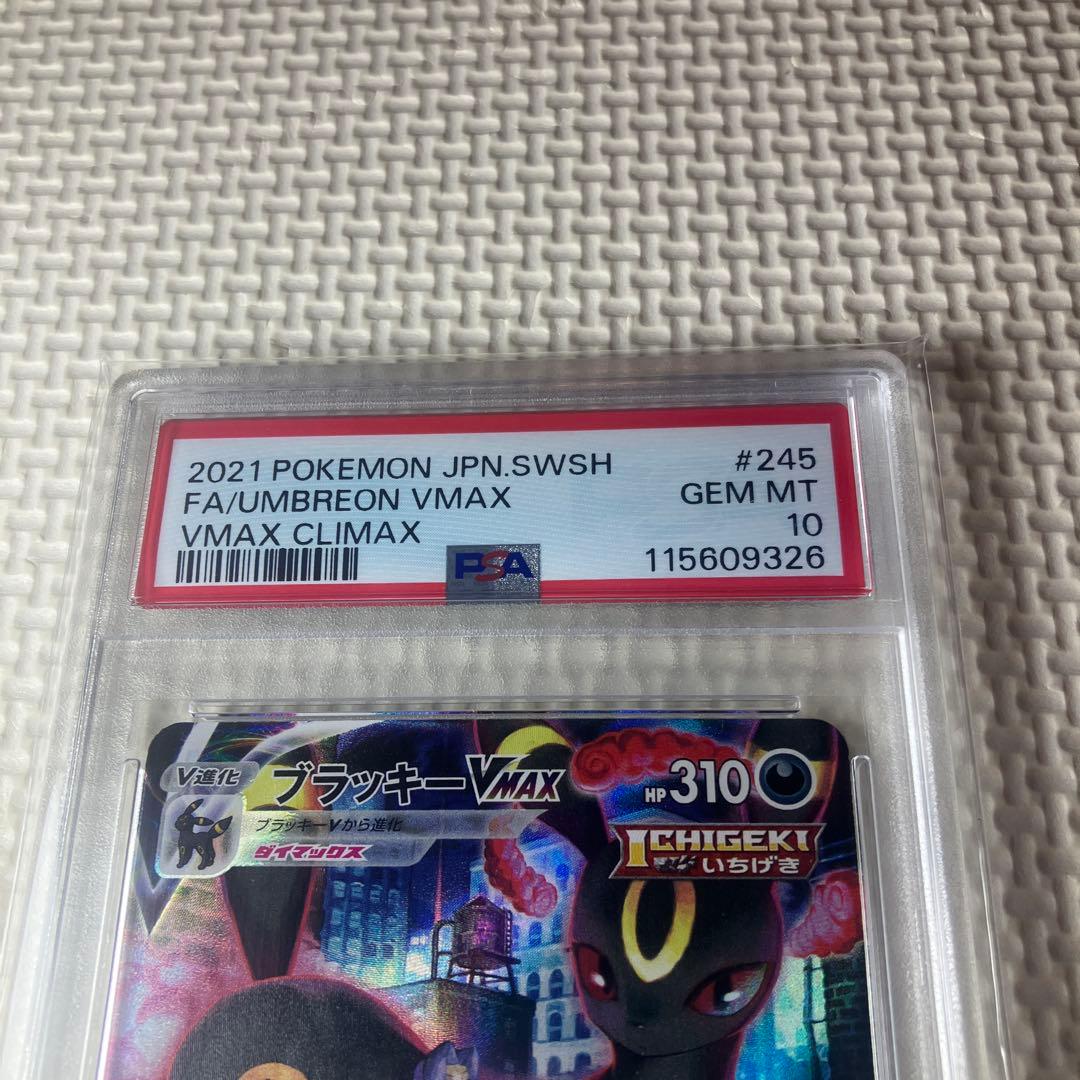 2021 POKEMON JPN.SWSH #245
FA/UMBREON VMAX GEM MT
VMAX CLIMAX 10
PSA 115609326
V進化 ブラッキーVMAX HP 310
ブラッキーVから進化
ダイマックス
ICHIGEKI
いちげき